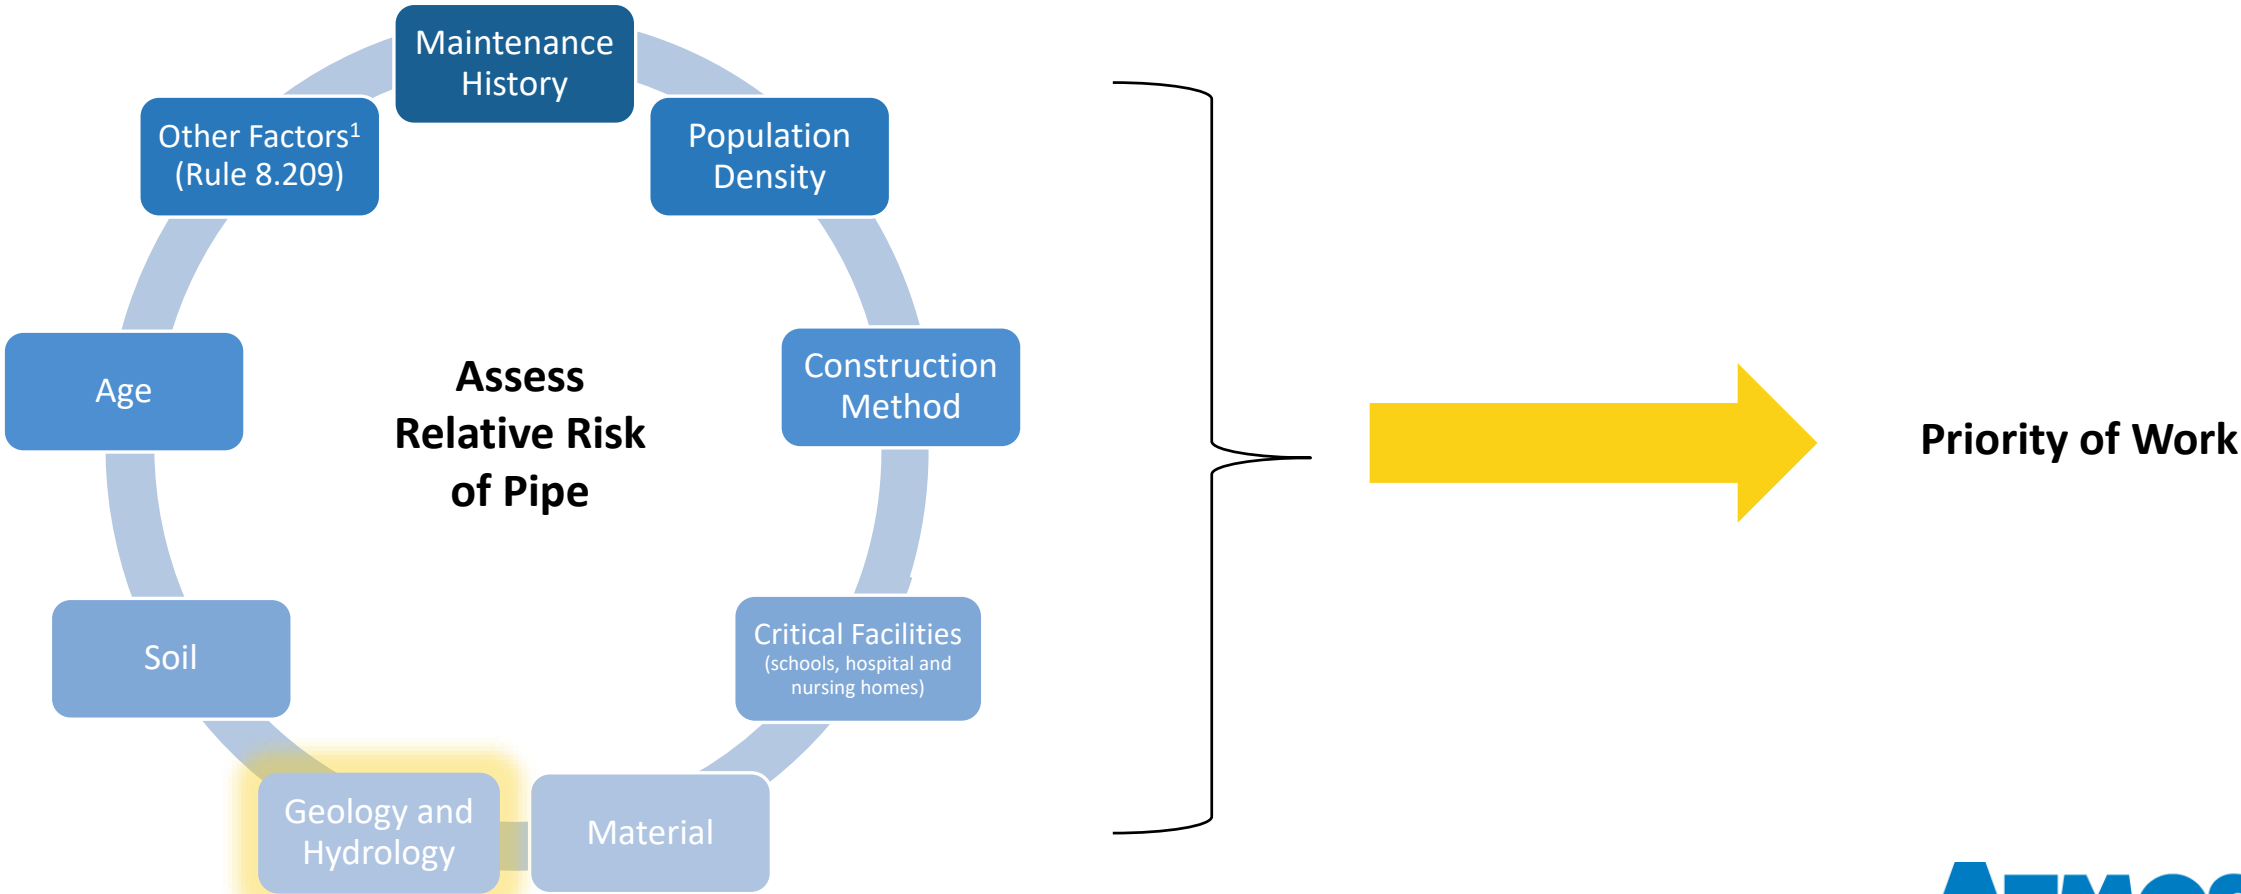 Maintenance
History
Other Factors¹
(Rule 8.209)
Population
Density
Age
Assess
Relative Risk
of Pipe
Construction
Method
Priority of Work
Soil
Critical Facilities
(schools, hospital and
nursing homes)
Geology and
Hydrology
Material